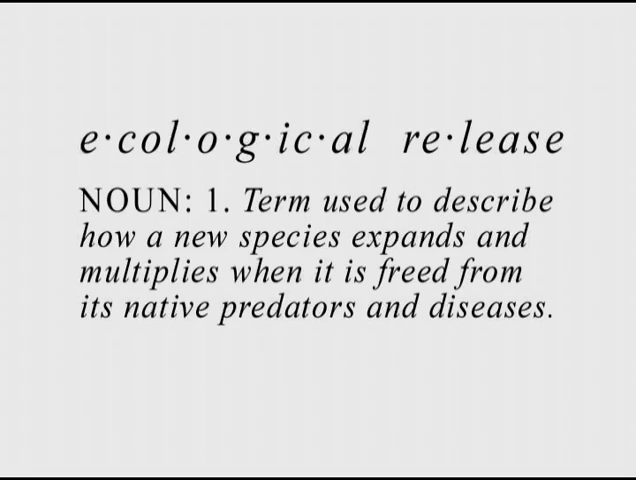 e·col·o·g·ic·al re·lease
NOUN: 1. Term used to describe
how a new species expands and
multiplies when it is freed from
its native predators and diseases.